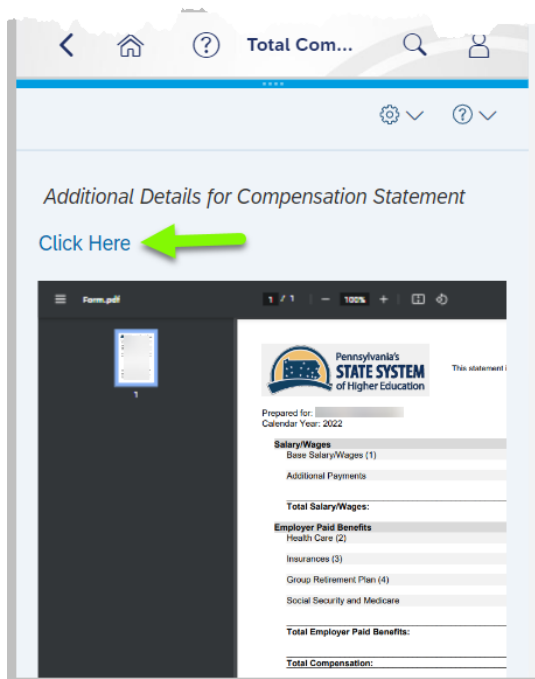 Total Com...
Additional Details for Compensation Statement
Click Here
Form.pdf
1 / 1
100%
1
Pennsylvania's
STATE SYSTEM
of Higher Education
This statement i
Prepared for:
Calendar Year: 2022
Salary/Wages
Base Salary/Wages (1)
Additional Payments
Total Salary/Wages:
Employer Paid Benefits
Health Care (2)
Insurances (3)
Group Retirement Plan (4)
Social Security and Medicare
Total Employer Paid Benefits:
Total Compensation: